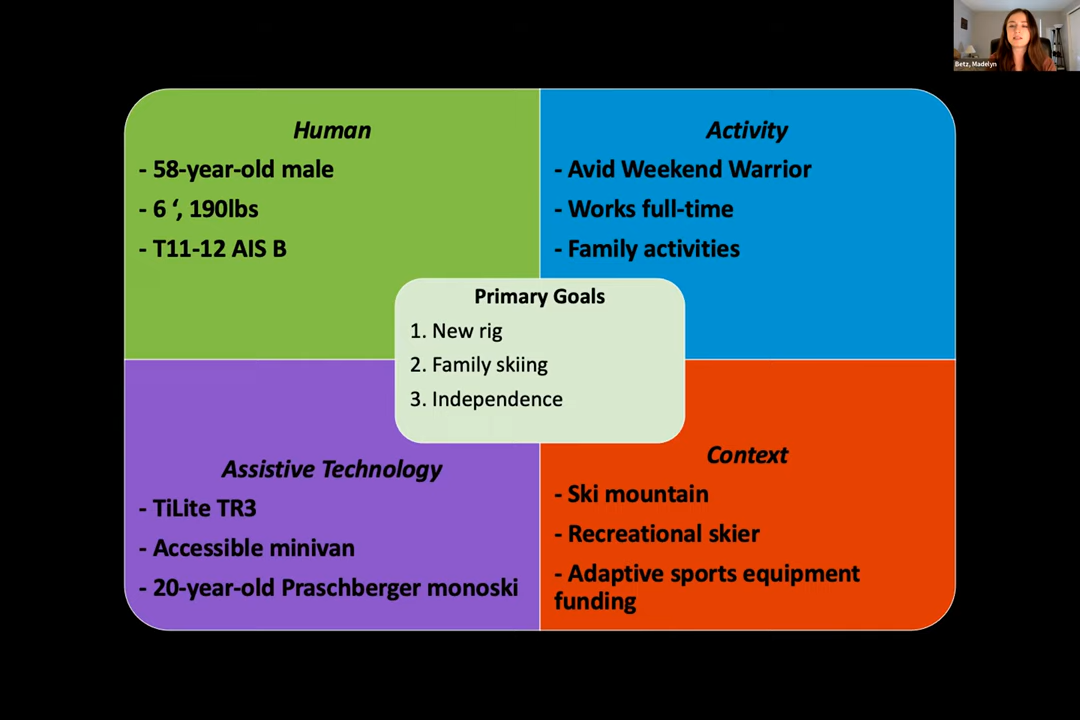 Betz, Madelyn
Human
- 58-year-old male
- 6 ‘, 190lbs
- T11-12 AIS B
Activity
- Avid Weekend Warrior
- Works full-time
- Family activities
Primary Goals
1. New rig
2. Family skiing
3. Independence
Assistive Technology
- TiLite TR3
- Accessible minivan
- 20-year-old Praschberger monoski
Context
- Ski mountain
- Recreational skier
- Adaptive sports equipment
funding